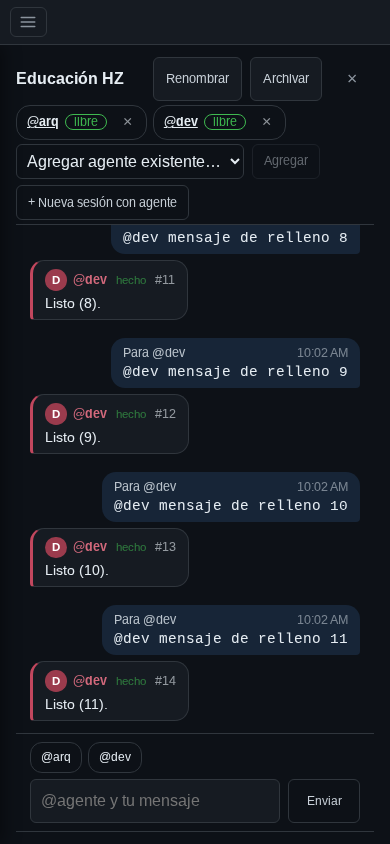 Educación HZ Renombrar Archivar ×
@arq libre × @dev libre ×
Agregar agente existente... Agregar
+ Nueva sesión con agente
@dev mensaje de relleno 8
D @dev hecho #11
Listo (8).
Para @dev 10:02 AM
@dev mensaje de relleno 9
D @dev hecho #12
Listo (9).
Para @dev 10:02 AM
@dev mensaje de relleno 10
D @dev hecho #13
Listo (10).
Para @dev 10:02 AM
@dev mensaje de relleno 11
D @dev hecho #14
Listo (11).
@arq @dev
@agente y tu mensaje Enviar